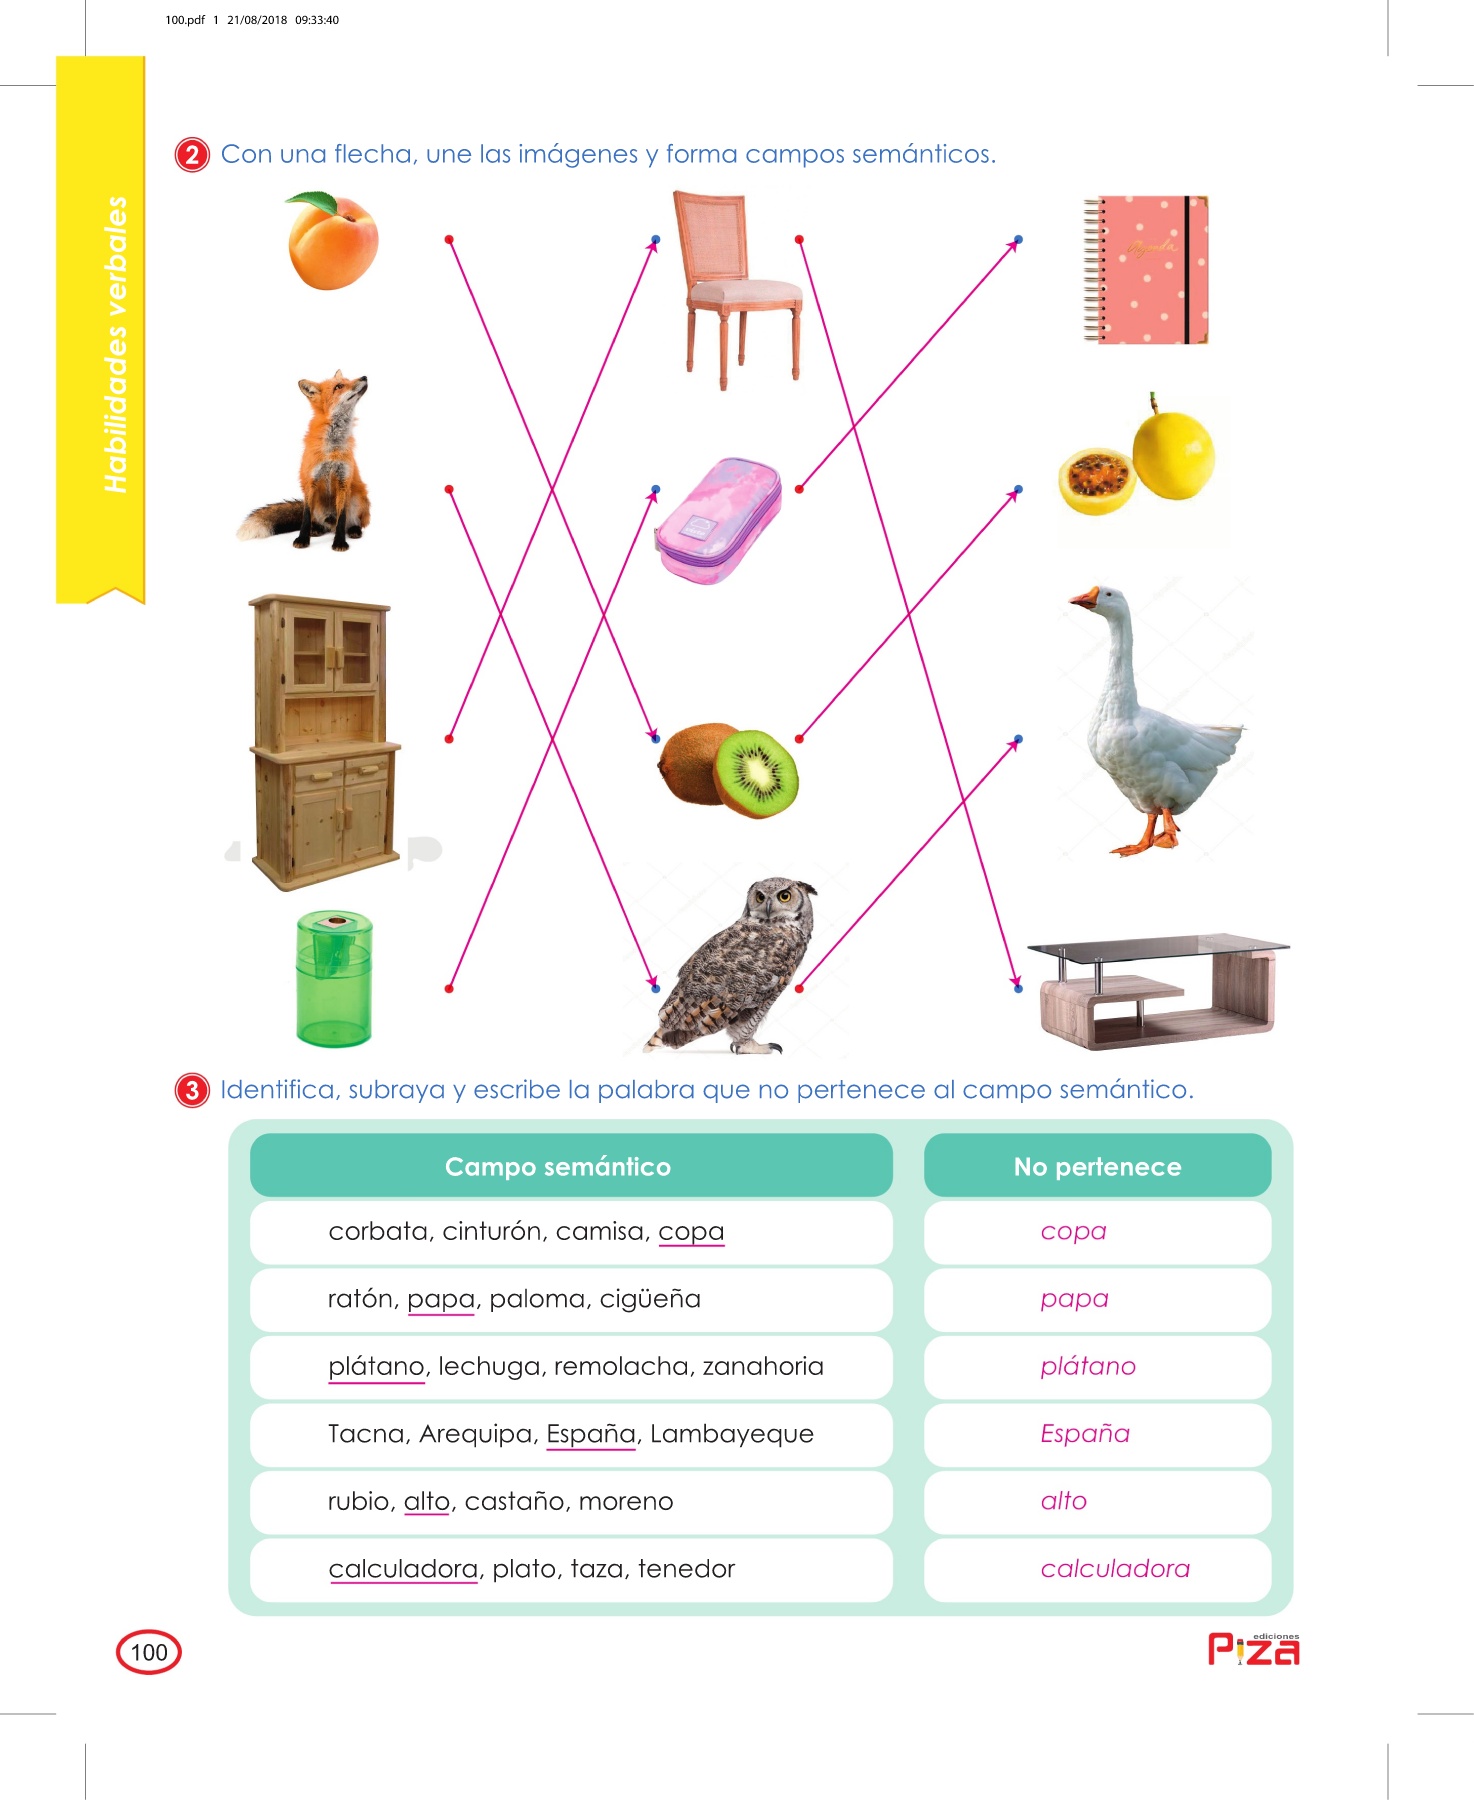 100.pdf 1 21/08/2018 09:33:40
Habilidades verbales
2 Con una flecha, une las imágenes y forma campos semánticos.
Agenda
3 Identifica, subraya y escribe la palabra que no pertenece al campo semántico.
Campo semántico No pertenece
corbata, cinturón, camisa, copa copa
ratón, papa, paloma, cigüeña papa
plátano, lechuga, remolacha, zanahoria plátano
Tacna, Arequipa, España, Lambayeque España
rubio, alto, castaño, moreno alto
calculadora, plato, taza, tenedor calculadora
100
ediciones
Piza